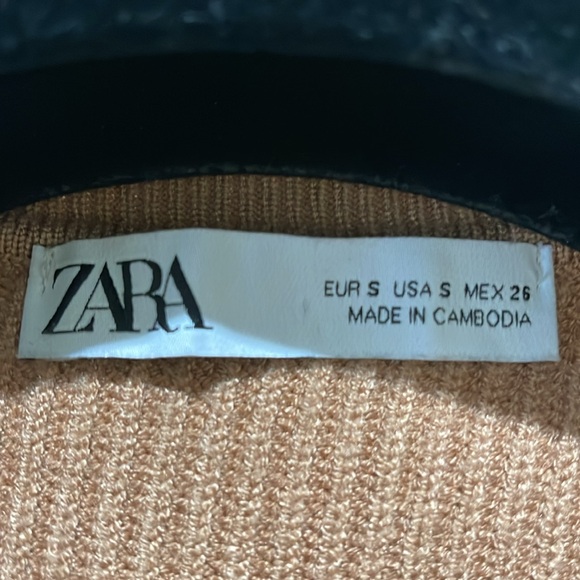 ZARA
EUR S USA S MEX 26
MADE IN CAMBODIA